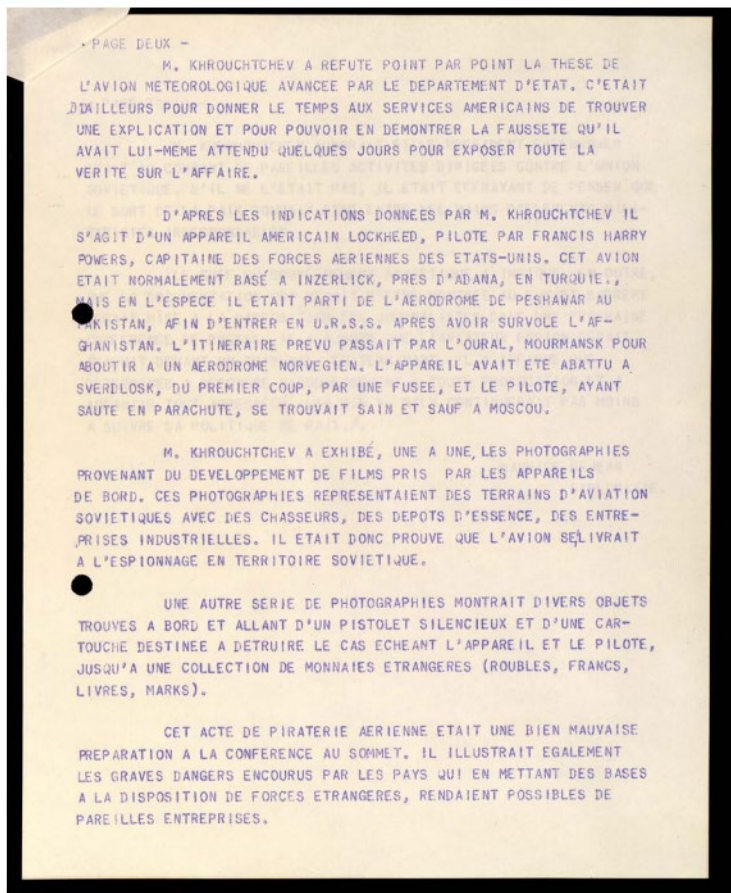 - PAGE DEUX -
M. KHROUCHTCHEV A REFUTE POINT PAR POINT LA THESE DE
L'AVION METEOROLOGIQUE AVANCEE PAR LE DEPARTEMENT D'ETAT. C'ETAIT
D'AILLEURS POUR DONNER LE TEMPS AUX SERVICES AMERICAINS DE TROUVER
UNE EXPLICATION ET POUR POUVOIR EN DEMONTRER LA FAUSSETE QU'IL
AVAIT LUI-MEME ATTENDU QUELQUES JOURS POUR EXPOSER TOUTE LA
VERITE SUR L'AFFAIRE.
D'APRES LES INDICATIONS DONNEES PAR M. KHROUCHTCHEV IL
S'AGIT D'UN APPAREIL AMERICAIN LOCKHEED, PILOTE PAR FRANCIS HARRY
POWERS, CAPITAINE DES FORCES AERIENNES DES ETATS-UNIS. CET AVION
ETAIT NORMALEMENT BASÉ A INZERLICK, PRES D'ADANA, EN TURQUIE.,
MAIS EN L'ESPECE IL ETAIT PARTI DE L'AERODROME DE PESHAWAR AU
PAKISTAN, AFIN D'ENTRER EN U.R.S.S. APRES AVOIR SURVOLE L'AF-
GHANISTAN. L'ITINERAIRE PREVU PASSAIT PAR L'OURAL, MOURMANSK POUR
ABOUTIR A UN AERODROME NORVEGIEN. L'APPAREIL AVAIT ETE ABATTU A
SVERDLOSK, DU PREMIER COUP, PAR UNE FUSEE, ET LE PILOTE, AYANT
SAUTE EN PARACHUTE, SE TROUVAIT SAIN ET SAUF A MOSCOU.
M. KHROUCHTCHEV A EXHIBÉ, UNE A UNE, LES PHOTOGRAPHIES
PROVENANT DU DEVELOPPEMENT DE FILMS PRIS PAR LES APPAREILS
DE BORD. CES PHOTOGRAPHIES REPRESENTAIENT DES TERRAINS D'AVIATION
SOVIETIQUES AVEC DES CHASSEURS, DES DEPOTS D'ESSENCE, DES ENTRE-
PRISES INDUSTRIELLES. IL ETAIT DONC PROUVE QUE L'AVION SE LIVRAIT
A L'ESPIONNAGE EN TERRITOIRE SOVIETIQUE.
UNE AUTRE SERIE DE PHOTOGRAPHIES MONTRAIT DIVERS OBJETS
TROUVES A BORD ET ALLANT D'UN PISTOLET SILENCIEUX ET D'UNE CAR-
TOUCHE DESTINEE A DETRUIRE LE CAS ECHEANT L'APPAREIL ET LE PILOTE,
JUSQU'A UNE COLLECTION DE MONNAIES ETRANGERES (ROUBLES, FRANCS,
LIVRES, MARKS).
CET ACTE DE PIRATERIE AERIENNE ETAIT UNE BIEN MAUVAISE
PREPARATION A LA CONFERENCE AU SOMMET. IL ILLUSTRAIT EGALEMENT
LES GRAVES DANGERS ENCOURUS PAR LES PAYS QUI EN METTANT DES BASES
A LA DISPOSITION DE FORCES ETRANGERES, RENDAIENT POSSIBLES DE
PAREILLES ENTREPRISES.